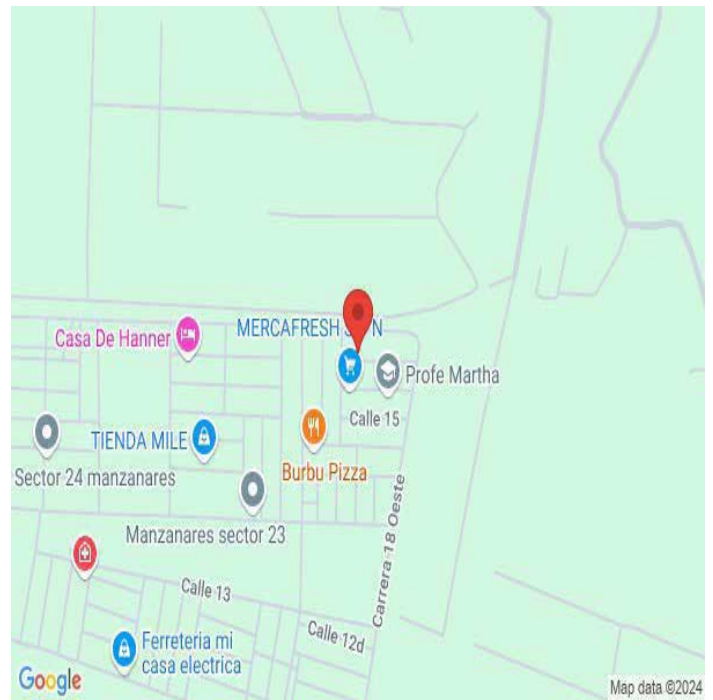 MERCAFRESH
Casa De Hanner
Profe Martha
Calle 15
TIENDA MILE
Burbu Pizza
Sector 24 manzanares
Carrera 18 Oeste
Manzanares sector 23
Calle 13
Calle 12d
Ferreteria mi
casa electrica
Google
Map data ©2024